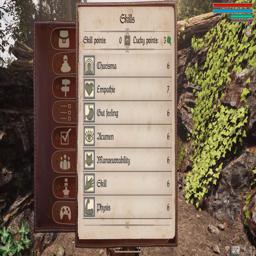 Skills
Skill points: 0 Lucky points: 3
Charisma 6
Empathie 7
Gut feeling 6
Acumen 6
Manoeuvrability 6
Skill 6
Physis 6